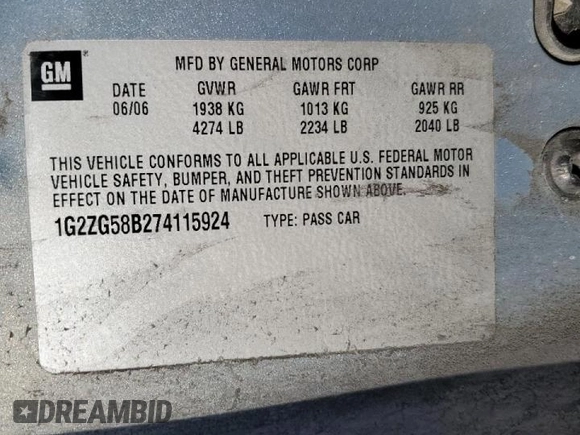 GM ®
MFD BY GENERAL MOTORS CORP
DATE GVWR GAWR FRT GAWR RR
06/06 1938 KG 1013 KG 925 KG
4274 LB 2234 LB 2040 LB
THIS VEHICLE CONFORMS TO ALL APPLICABLE U.S. FEDERAL MOTOR
VEHICLE SAFETY, BUMPER, AND THEFT PREVENTION STANDARDS IN
EFFECT ON THE DATE OF MANUFACTURE SHOWN ABOVE.
1G2ZG58B274115924 TYPE: PASS CAR
DREAMBID